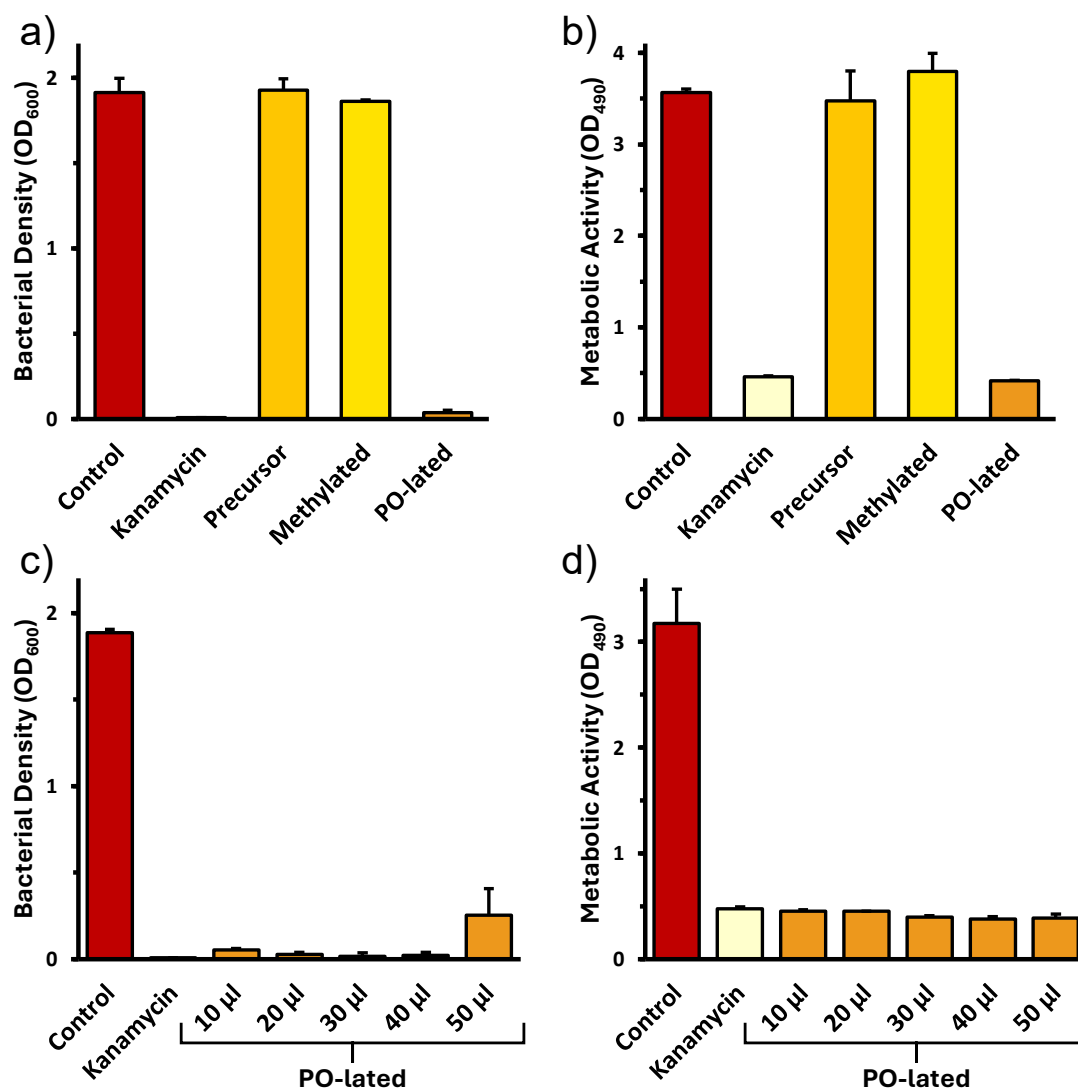 a)
Bacterial Density (OD600)
2
1
0
Control
Kanamycin
Precursor
Methylated
PO-lated
b)
Metabolic Activity (OD490)
4
3
2
1
0
Control
Kanamycin
Precursor
Methylated
PO-lated
c)
Bacterial Density (OD600)
2
1
0
Control
Kanamycin
10 µl
20 µl
30 µl
40 µl
50 µl
PO-lated
d)
Metabolic Activity (OD490)
3
2
1
0
Control
Kanamycin
10 µl
20 µl
30 µl
40 µl
50 µl
PO-lated